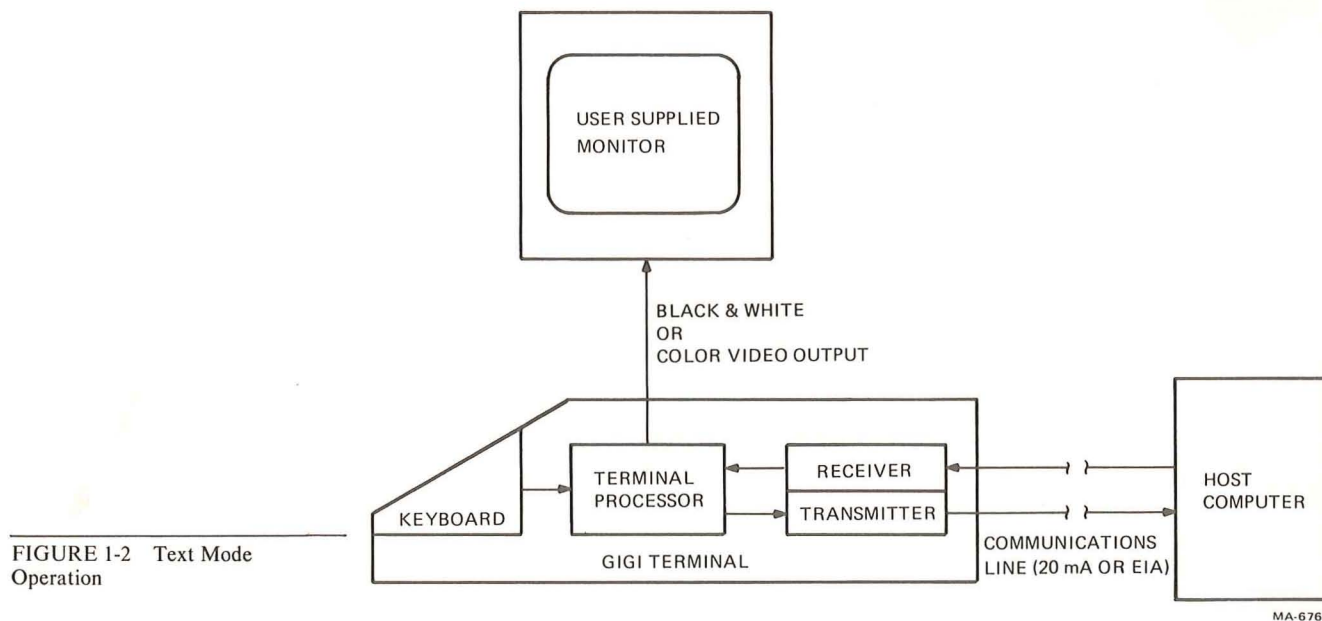 USER SUPPLIED
MONITOR
BLACK & WHITE
OR
COLOR VIDEO OUTPUT
KEYBOARD
TERMINAL
PROCESSOR
RECEIVER
TRANSMITTER
GIGI TERMINAL
COMMUNICATIONS
LINE (20 mA OR EIA)
HOST
COMPUTER
FIGURE 1-2 Text Mode
Operation
MA-676